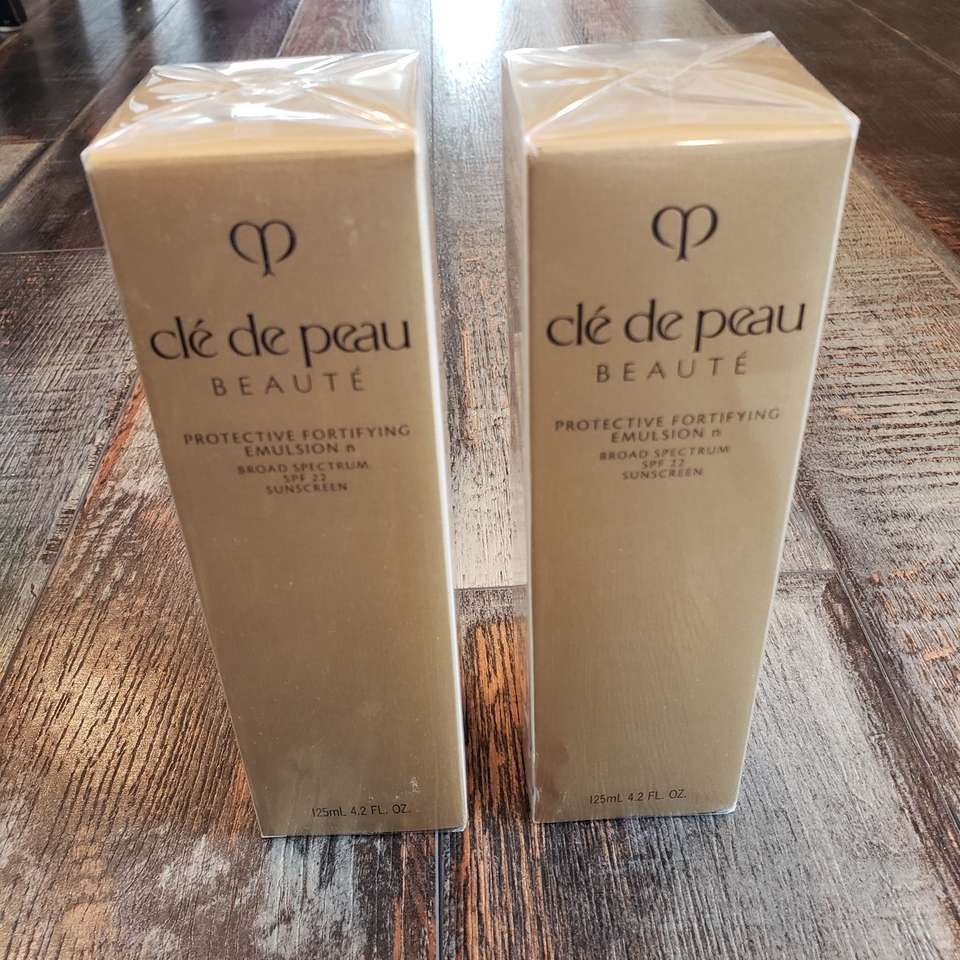 clé de peau
BEAUTÉ
PROTECTIVE FORTIFYING
EMULSION n
BROAD SPECTRUM
SPF 22
SUNSCREEN
125mL 4.2 FL. OZ.
clé de peau
BEAUTÉ
PROTECTIVE FORTIFYING
EMULSION n
BROAD SPECTRUM
SPF 22
SUNSCREEN
125mL 4.2 FL. OZ.